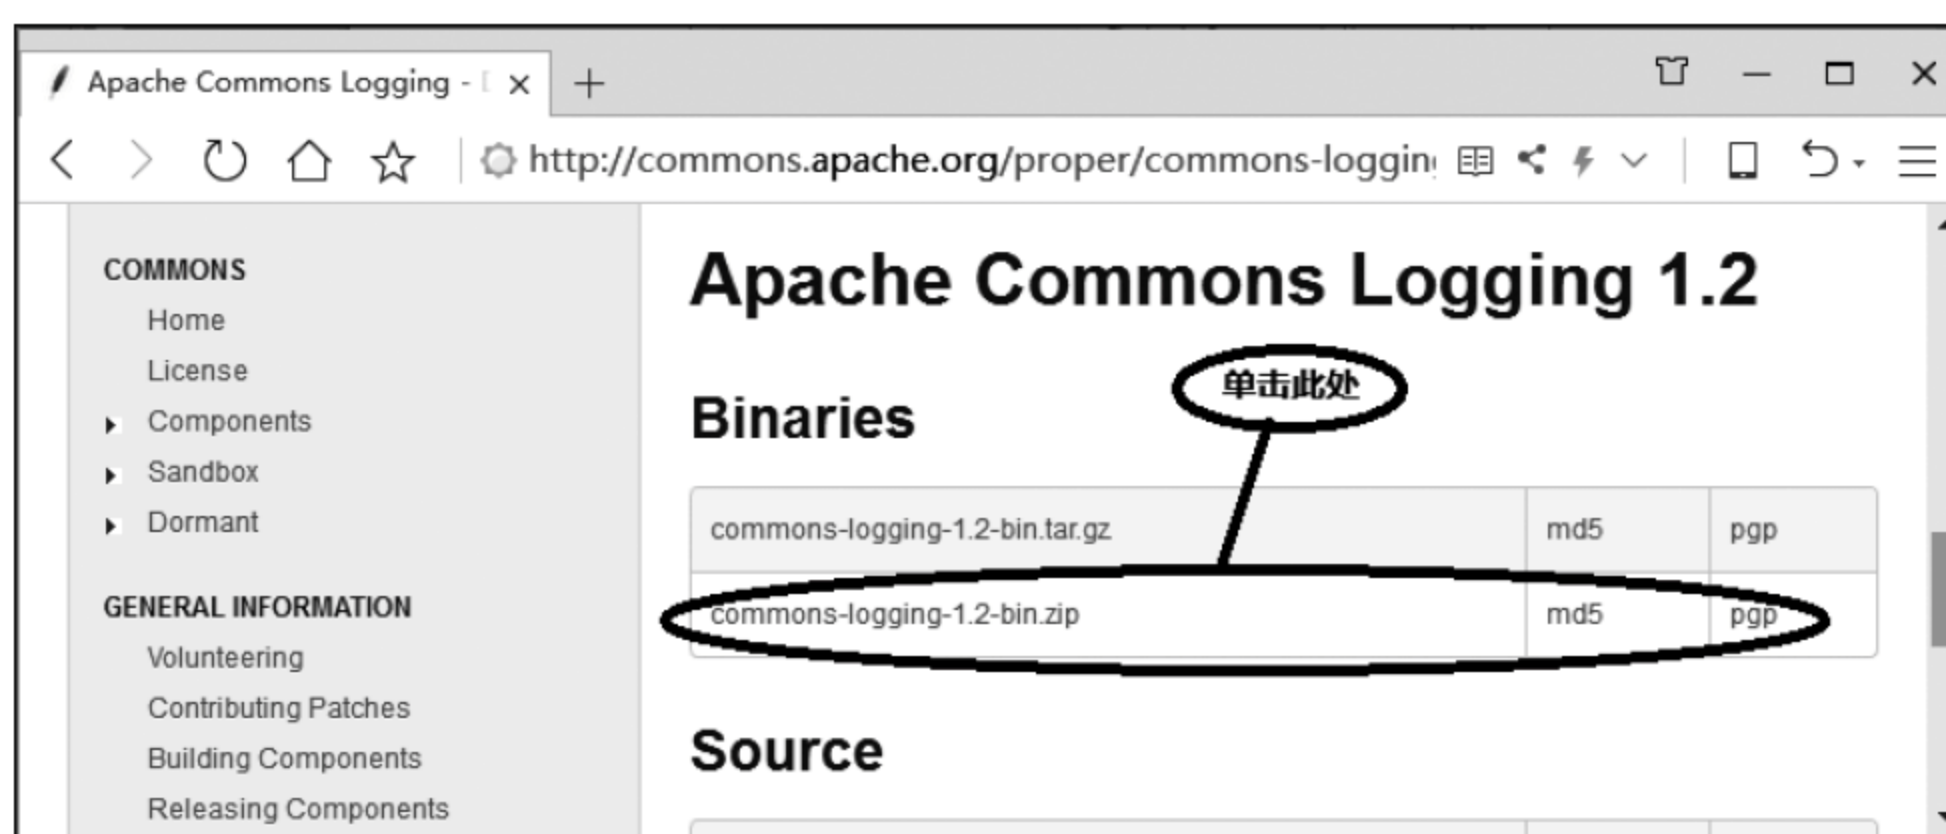 Apache Commons Logging -
http://commons.apache.org/proper/commons-logging
COMMONS
Home
License
Components
Sandbox
Dormant
GENERAL INFORMATION
Volunteering
Contributing Patches
Building Components
Releasing Components
Apache Commons Logging 1.2
单击此处
Binaries
commons-logging-1.2-bin.tar.gz md5 pgp
commons-logging-1.2-bin.zip md5 pgp
Source